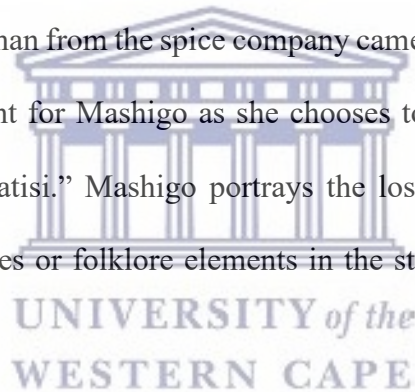 nan from the spice company came
nt for Mashigo as she chooses to
atisi.” Mashigo portrays the los
es or folklore elements in the st
UNIVERSITY of the
WESTERN CAPE